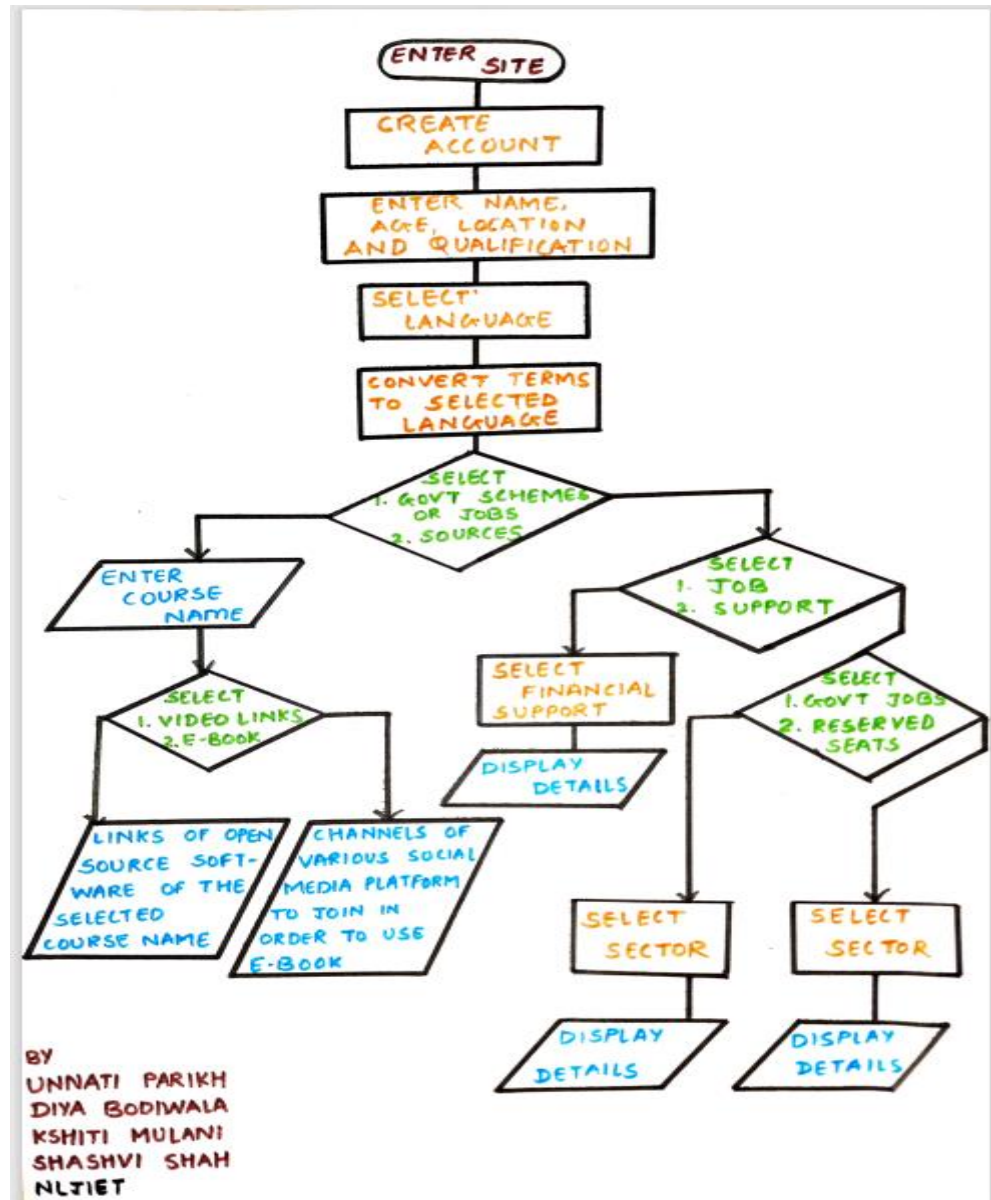 ENTER SITE
CREATE
ACCOUNT
ENTER NAME,
AGE, LOCATION
AND QUALIFICATION
SELECT
LANGUAGE
CONVERT TERMS
TO SELECTED
LANGUAGE
SELECT
1. GOVT SCHEMES
OR JOBS
2. SOURCES
ENTER
COURSE
NAME
SELECT
1. VIDEO LINKS
2. E-BOOK
LINKS OF OPEN
SOURCE SOFT-
WARE OF THE
SELECTED
COURSE NAME
CHANNELS OF
VARIOUS SOCIAL
MEDIA PLATFORM
TO JOIN IN
ORDER TO USE
E-BOOK
SELECT
1. JOB
2. SUPPORT
SELECT
FINANCIAL
SUPPORT
DISPLAY
DETAILS
SELECT
1. GOVT JOBS
2. RESERVED
SEATS
SELECT
SECTOR
DISPLAY
DETAILS
SELECT
SECTOR
DISPLAY
DETAILS
BY
UNNATI PARIKH
DIYA BODIWALA
KSHITI MULANI
SHASHVI SHAH
NLJIET